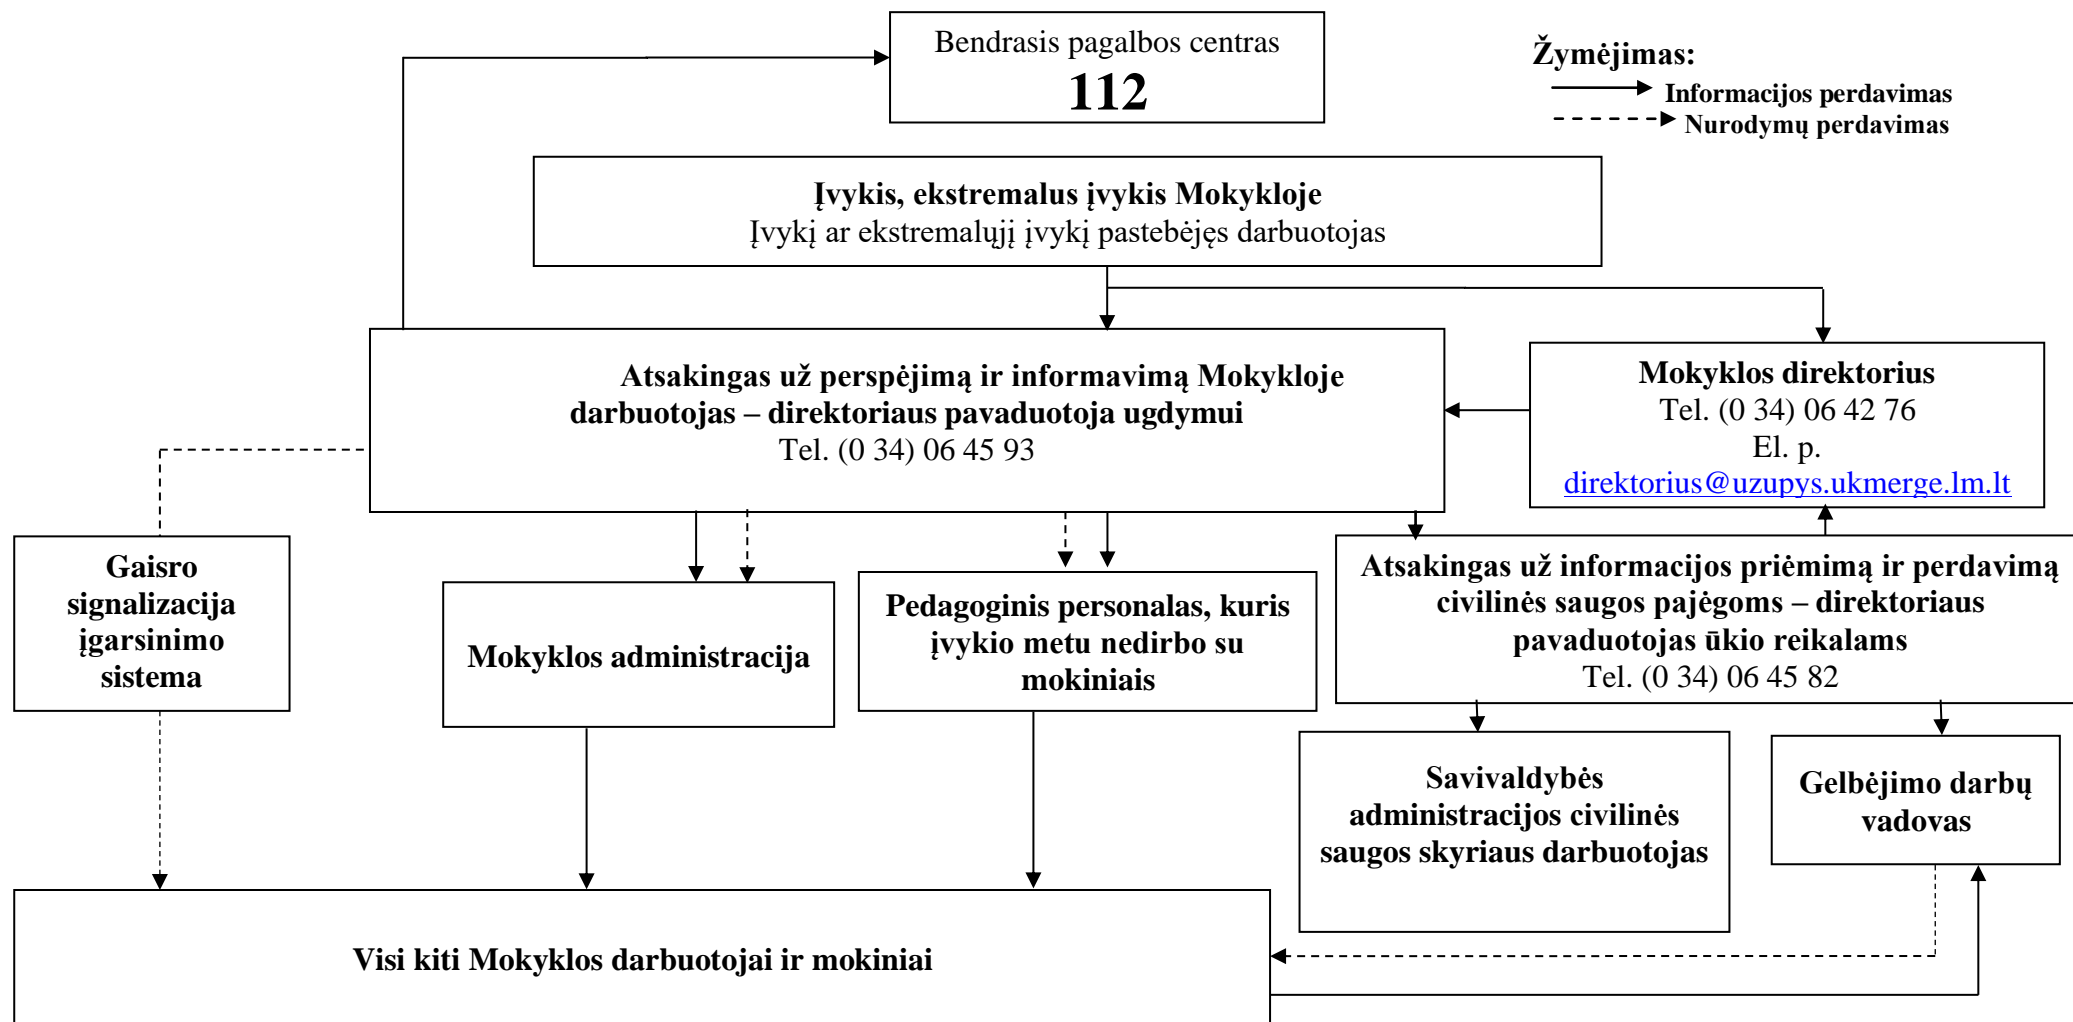 Bendrasis pagalbos centras
112
Žymėjimas:
Informacijos perdavimas
Nurodymų perdavimas
Įvykis, ekstremalus įvykis Mokykloje
Įvykį ar ekstremalųjį įvykį pastebėjęs darbuotojas
Atsakingas už perspėjimą ir informavimą Mokykloje
darbuotojas – direktoriaus pavaduotoja ugdymui
Tel. (0 34) 06 45 93
Mokyklos direktorius
Tel. (0 34) 06 42 76
El. p.
direktorius@uzupys.ukmerge.lm.lt
Gaisro
signalizacija
įgarsinimo
sistema
Mokyklos administracija
Pedagoginis personalas, kuris
įvykio metu nedirbo su
mokiniais
Atsakingas už informacijos priėmimą ir perdavimą
civilinės saugos pajėgoms – direktoriaus
pavaduotojas ūkio reikalams
Tel. (0 34) 06 45 82
Savivaldybės
administracijos civilinės
saugos skyriaus darbuotojas
Gelbėjimo darbų
vadovas
Visi kiti Mokyklos darbuotojai ir mokiniai